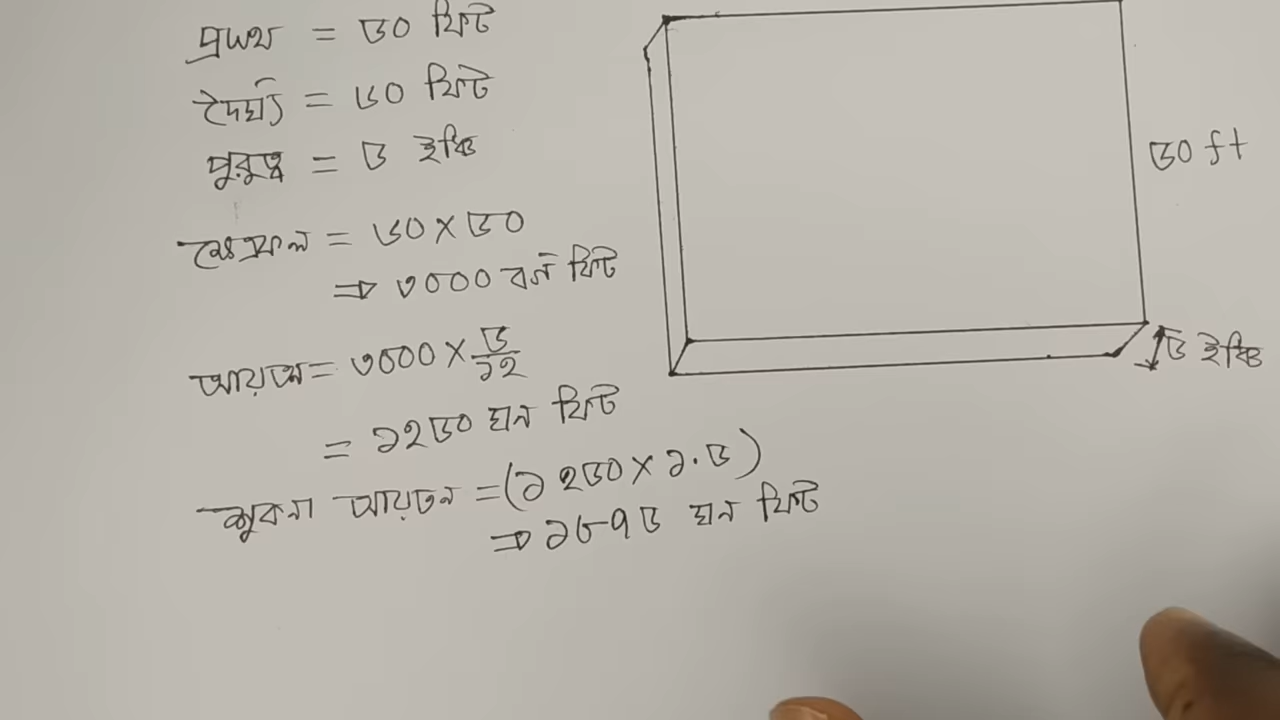 প্রস্থ = ৫০ ফিট
দৈর্ঘ্য = ৬০ ফিট
পুরুত্ব = ৫ ইঞ্চি
ক্ষেত্রফল = ৬০ × ৫০
⇒ ৩০০০ বর্গ ফিট
আয়তন = ৩০০০ × ৫/১২
= ১২৫০ ঘন ফিট
শুকনা আয়তন = (১২৫০ × ১.৫)
⇒ ১৮৭৫ ঘন ফিট
৫০ ft
৫ ইঞ্চি